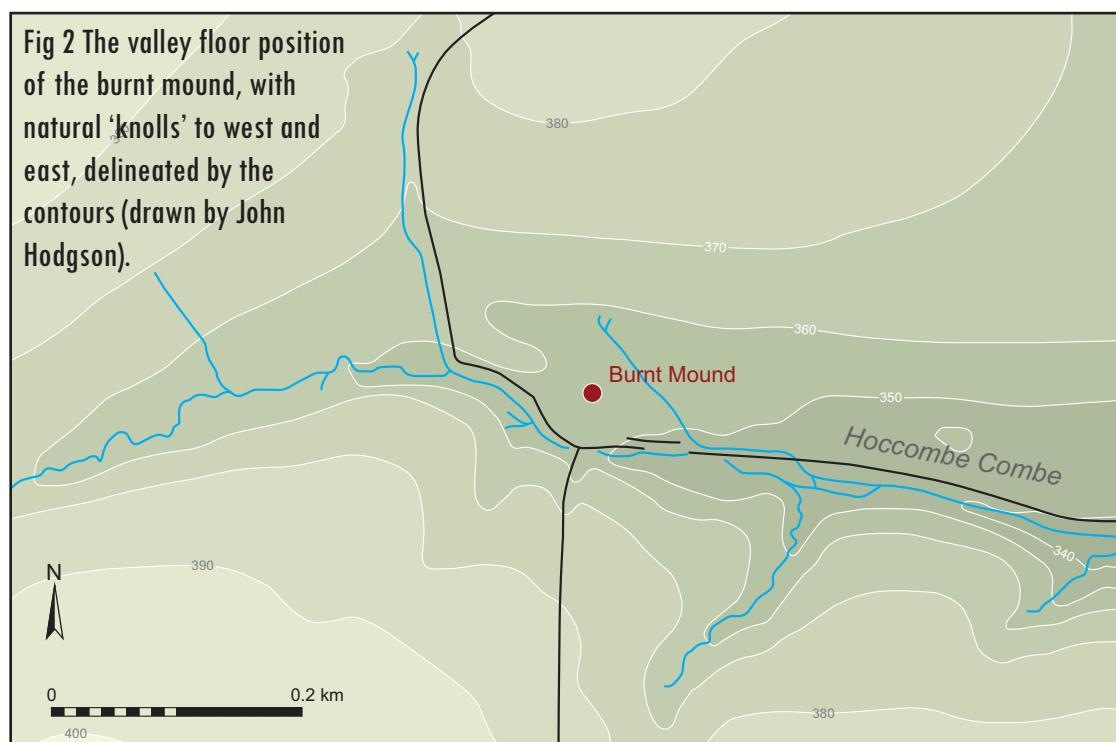 Fig 2 The valley floor position
of the burnt mound, with
natural ‘knolls’ to west and
east, delineated by the
contours (drawn by John
Hodgson).
380
370
360
Burnt Mound
350
Hoccombe Combe
340
390
N
0 0.2 km
400
380